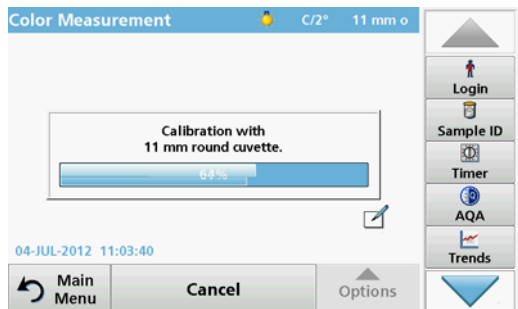 Color Measurement C/2° 11 mm o
Login
Sample ID
Timer
AQA
Trends
Calibration with
11 mm round cuvette.
64%
04-JUL-2012 11:03:40
Main
Menu
Cancel
Options